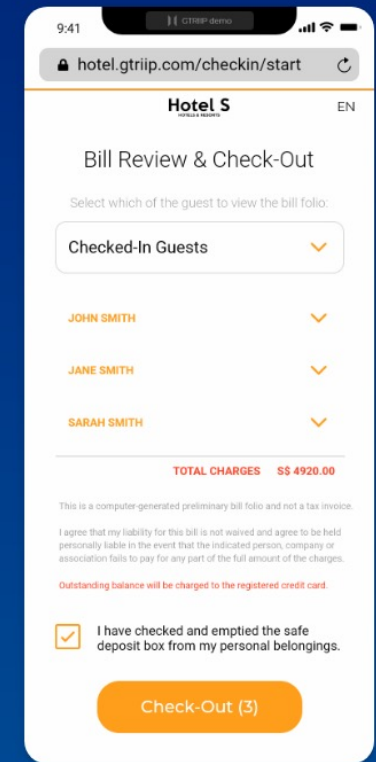 9:41
GTRIIP demo
hotel.gtriip.com/checkin/start
Hotel S
HOTELS & RESORTS
EN
Bill Review & Check-Out
Select which of the guest to view the bill folio:
Checked-In Guests
JOHN SMITH
JANE SMITH
SARAH SMITH
TOTAL CHARGES S$ 4920.00
This is a computer-generated preliminary bill folio and not a tax invoice.
I agree that my liability for this bill is not waived and agree to be held
personally liable in the event that the indicated person, company or
association fails to pay for any part of the full amount of the charges.
Outstanding balance will be charged to the registered credit card.
I have checked and emptied the safe
deposit box from my personal belongings.
Check-Out (3)